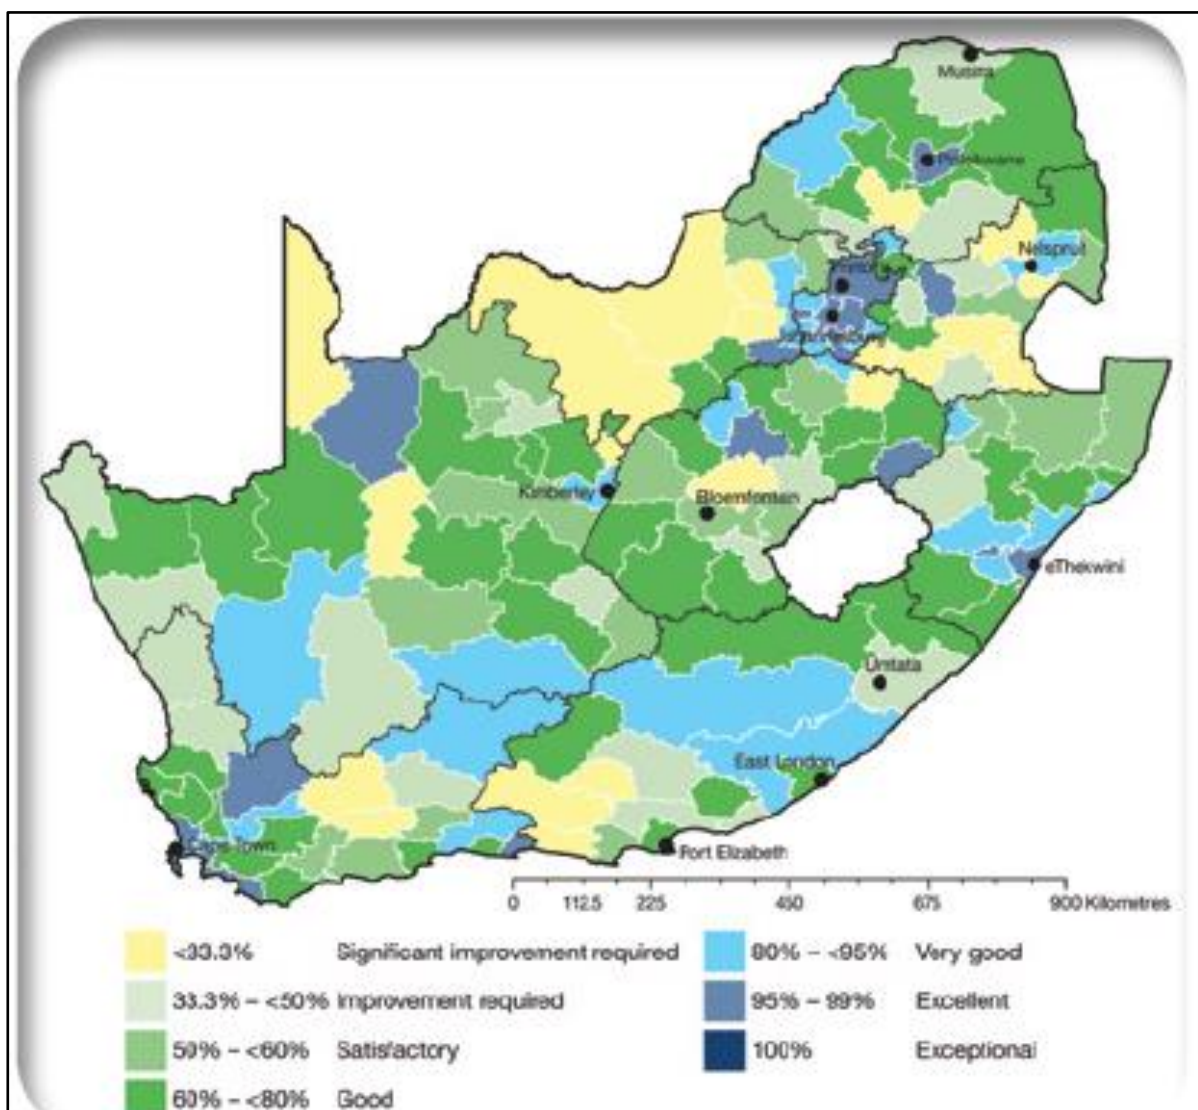 Musina
Polokwane
Nelspruit
Johannesburg
Kimberley
Bloemfontein
eThekwini
Umtata
East London
Cape Town
Port Elizabeth
0 112.5 225 450 675 900 Kilometres
<33.3% Significant improvement required
33.3% – <50% Improvement required
50% – <60% Satisfactory
60% – <80% Good
80% – <95% Very good
95% – 99% Excellent
100% Exceptional